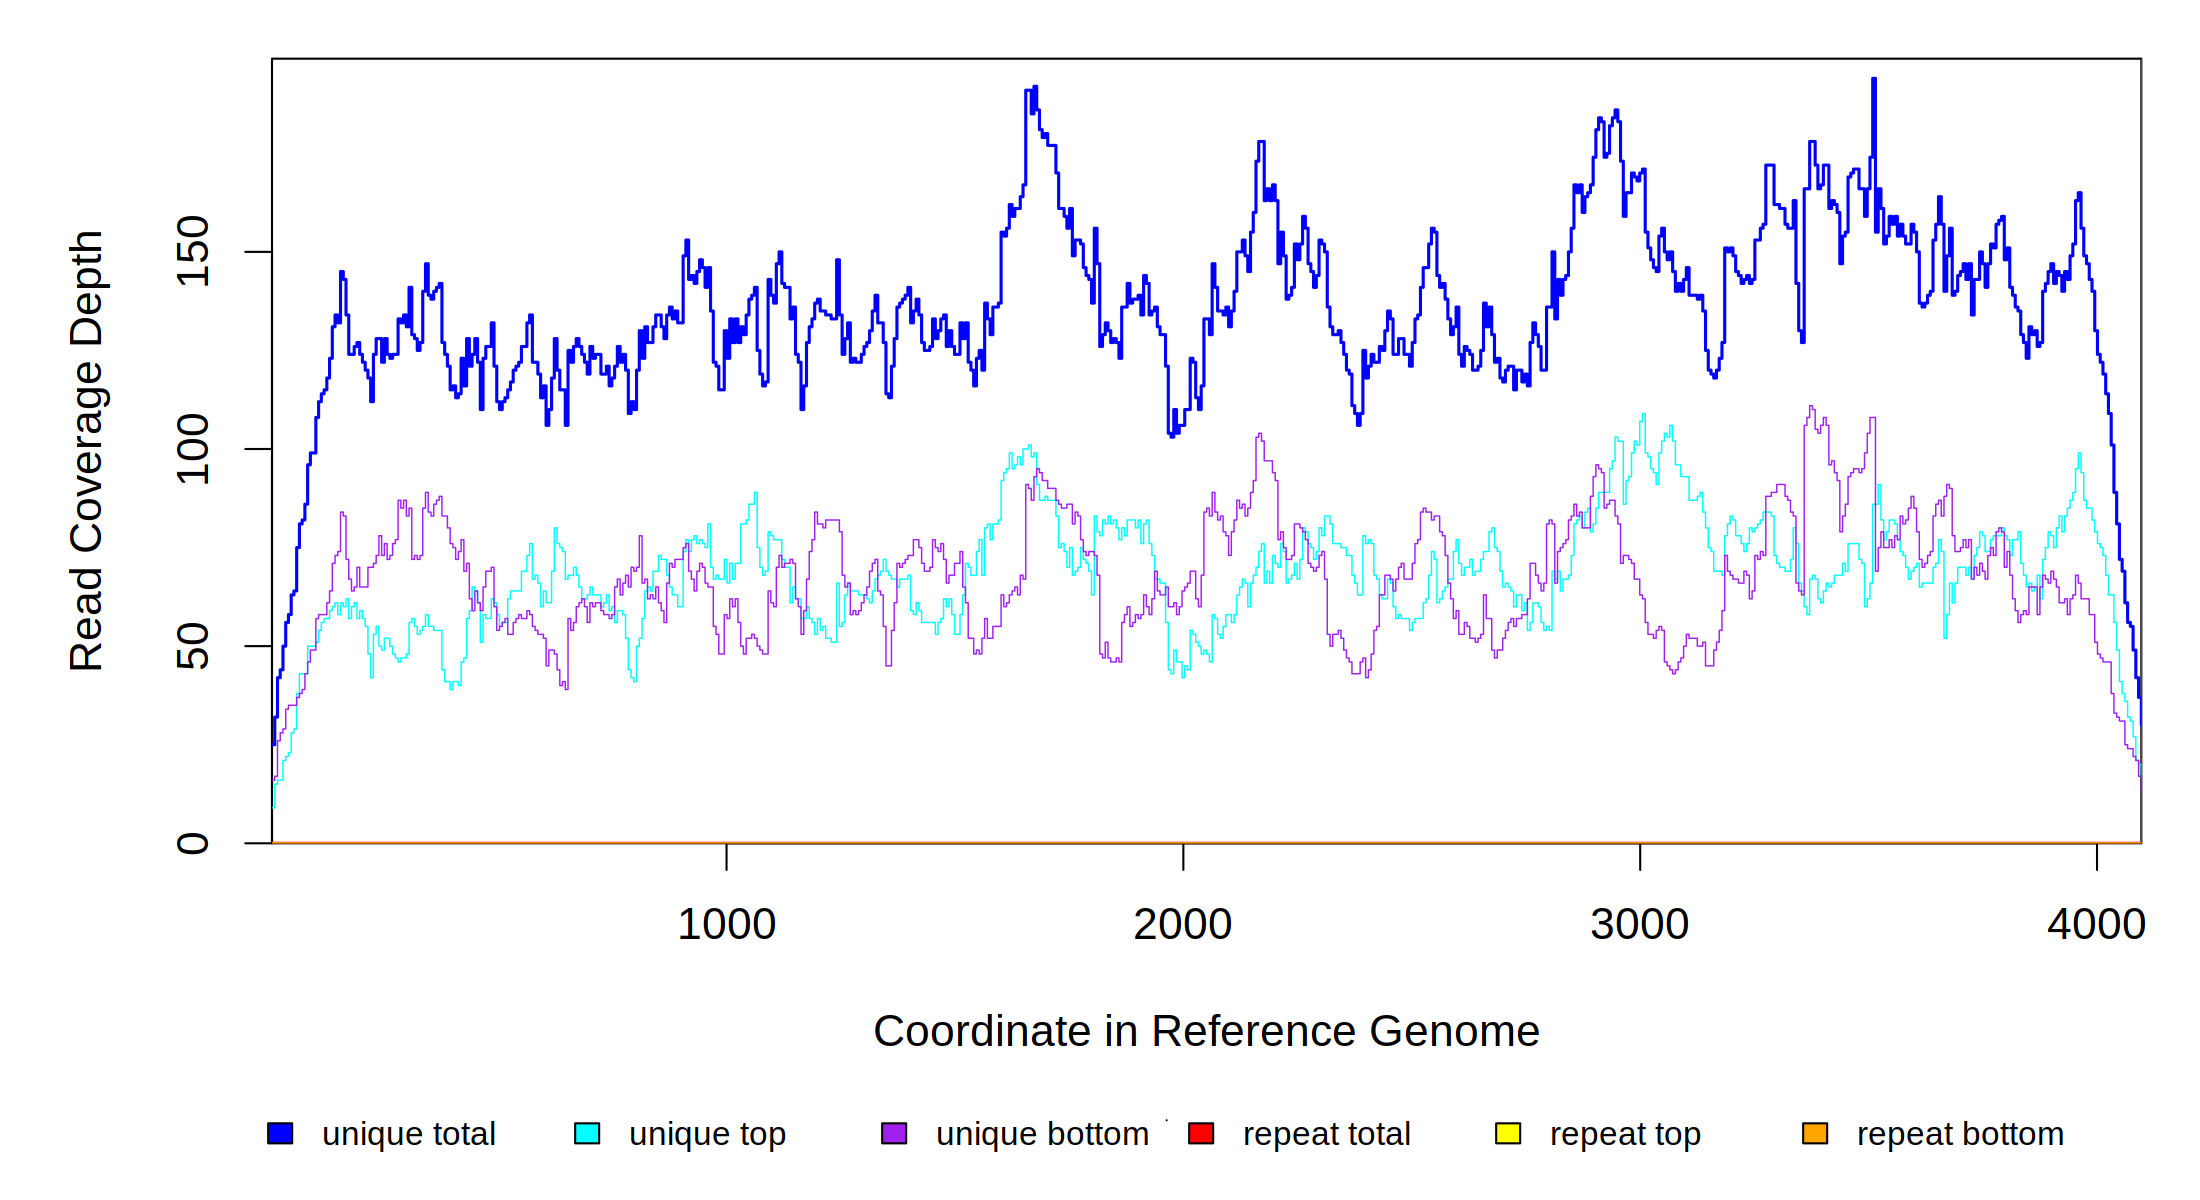 Read Coverage Depth
150
100
50
0
1000 2000 3000 4000
Coordinate in Reference Genome
unique total unique top unique bottom repeat total repeat top repeat bottom